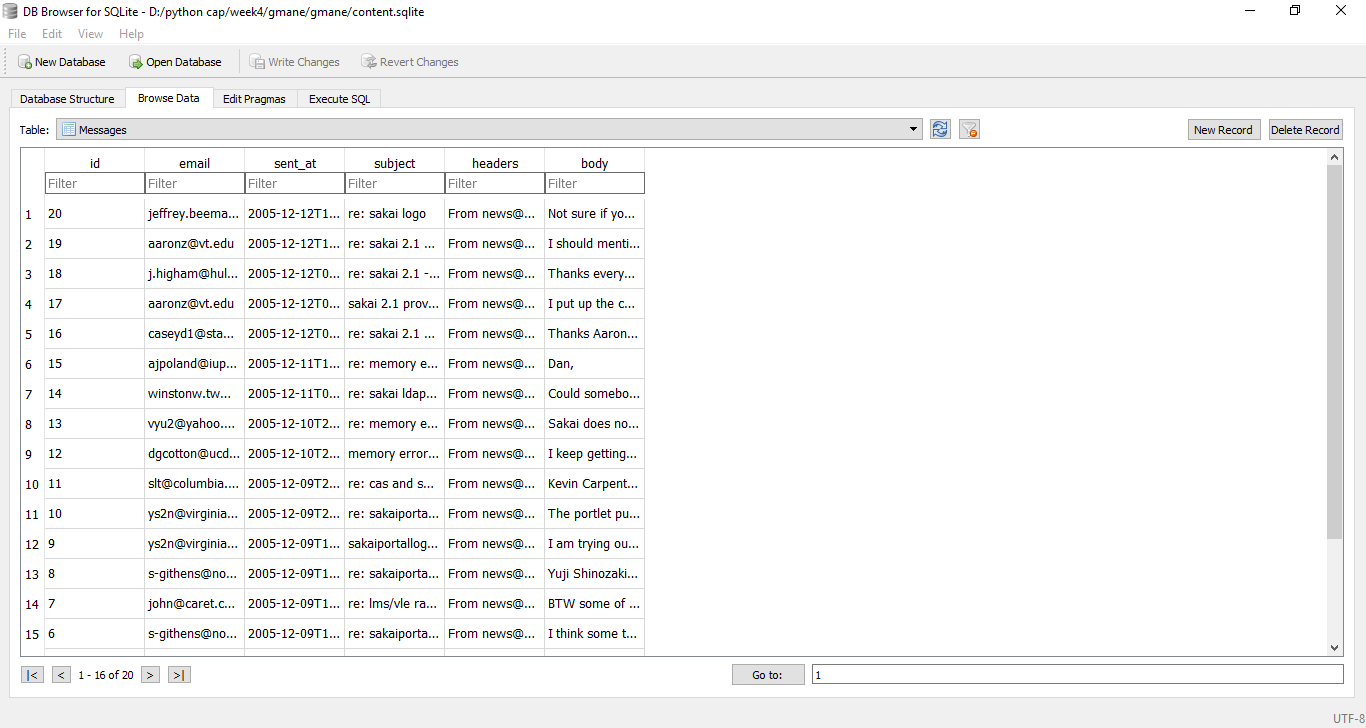 DB Browser for SQLite - D:/python cap/week4/gmane/gmane/content.sqlite
File Edit View Help
New Database Open Database Write Changes Revert Changes
Database Structure Browse Data Edit Pragmas Execute SQL
Table: Messages New Record Delete Record
id email sent_at subject headers body
Filter Filter Filter Filter Filter Filter
1 20 jeffrey.beema... 2005-12-12T1... re: sakai logo From news@... Not sure if yo...
2 19 aaronz@vt.edu 2005-12-12T1... re: sakai 2.1 ... From news@... I should menti...
3 18 j.higham@hul... 2005-12-12T0... re: sakai 2.1 -... From news@... Thanks every...
4 17 aaronz@vt.edu 2005-12-12T0... sakai 2.1 prov... From news@... I put up the c...
5 16 caseyd1@sta... 2005-12-12T0... re: sakai 2.1 ... From news@... Thanks Aaron...
6 15 ajpoland@iup... 2005-12-11T1... re: memory e... From news@... Dan,
7 14 winstonw.tw... 2005-12-11T0... re: sakai ldap... From news@... Could somebo...
8 13 vyu2@yahoo.... 2005-12-10T2... re: memory e... From news@... Sakai does no...
9 12 dgcotton@ucd... 2005-12-10T2... memory error... From news@... I keep getting...
10 11 slt@columbia.... 2005-12-09T2... re: cas and s... From news@... Kevin Carpent...
11 10 ys2n@virginia... 2005-12-09T2... re: sakaiporta... From news@... The portlet pu...
12 9 ys2n@virginia... 2005-12-09T1... sakaiportallog... From news@... I am trying ou...
13 8 s-githens@no... 2005-12-09T1... re: sakaiporta... From news@... Yuji Shinozaki...
14 7 john@caret.c... 2005-12-09T1... re: lms/vle ra... From news@... BTW some of ...
15 6 s-githens@no... 2005-12-09T1... re: sakaiporta... From news@... I think some t...
|< < 1 - 16 of 20 > >| Go to: 1
UTF-8